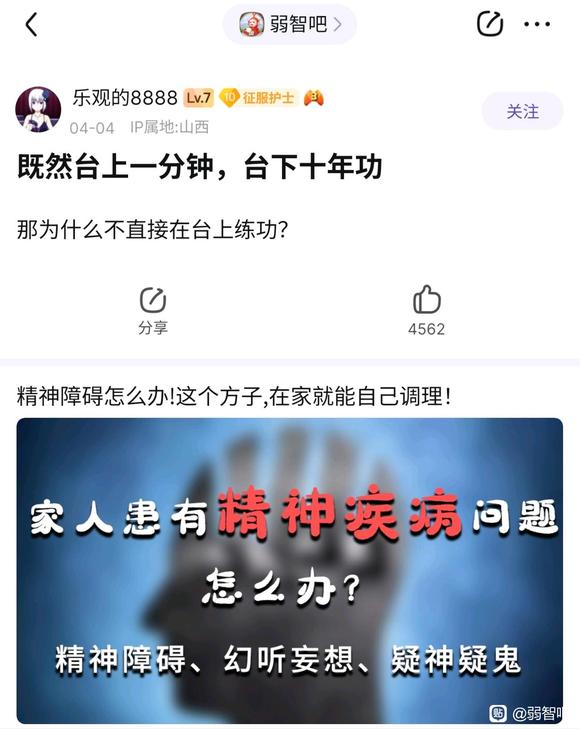 弱智吧
乐观的8888 Lv.7 10 征服护士 3
04-04 IP属地:山西
关注
既然台上一分钟，台下十年功
那为什么不直接在台上练功？
分享
4562
精神障碍怎么办!这个方子,在家就能自己调理！
家人患有精神疾病问题
怎么办?
精神障碍、幻听妄想、疑神疑鬼
贴 @弱智吧